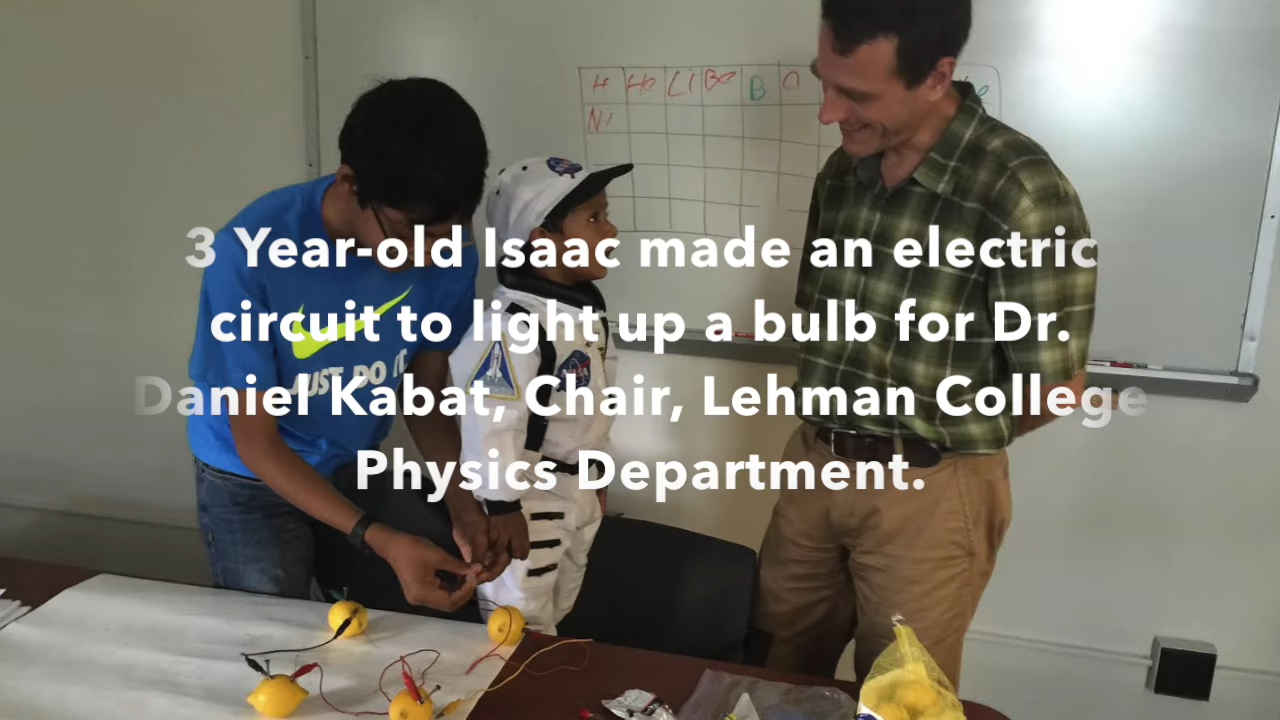 H He Li Be B
3 Year-old Isaac made an electric
circuit to light up a bulb for Dr.
JUST DO IT
Daniel Kabat, Chair, Lehman College
Physics Department.